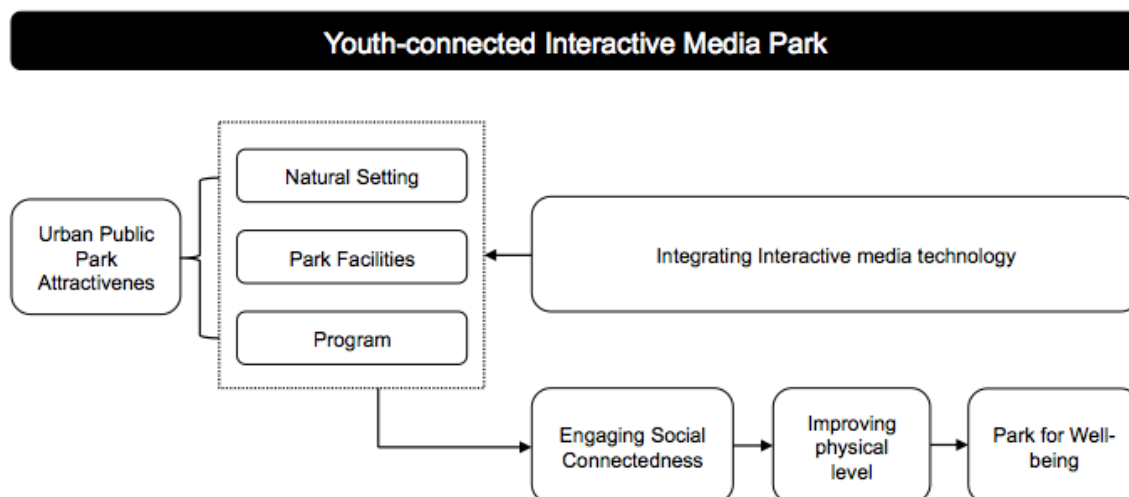 Youth-connected Interactive Media Park
Natural Setting
Urban Public
Park
Attractivenes
Park Facilities
Integrating Interactive media technology
Program
Engaging Social
Connectedness
Improving
physical
level
Park for Well-
being